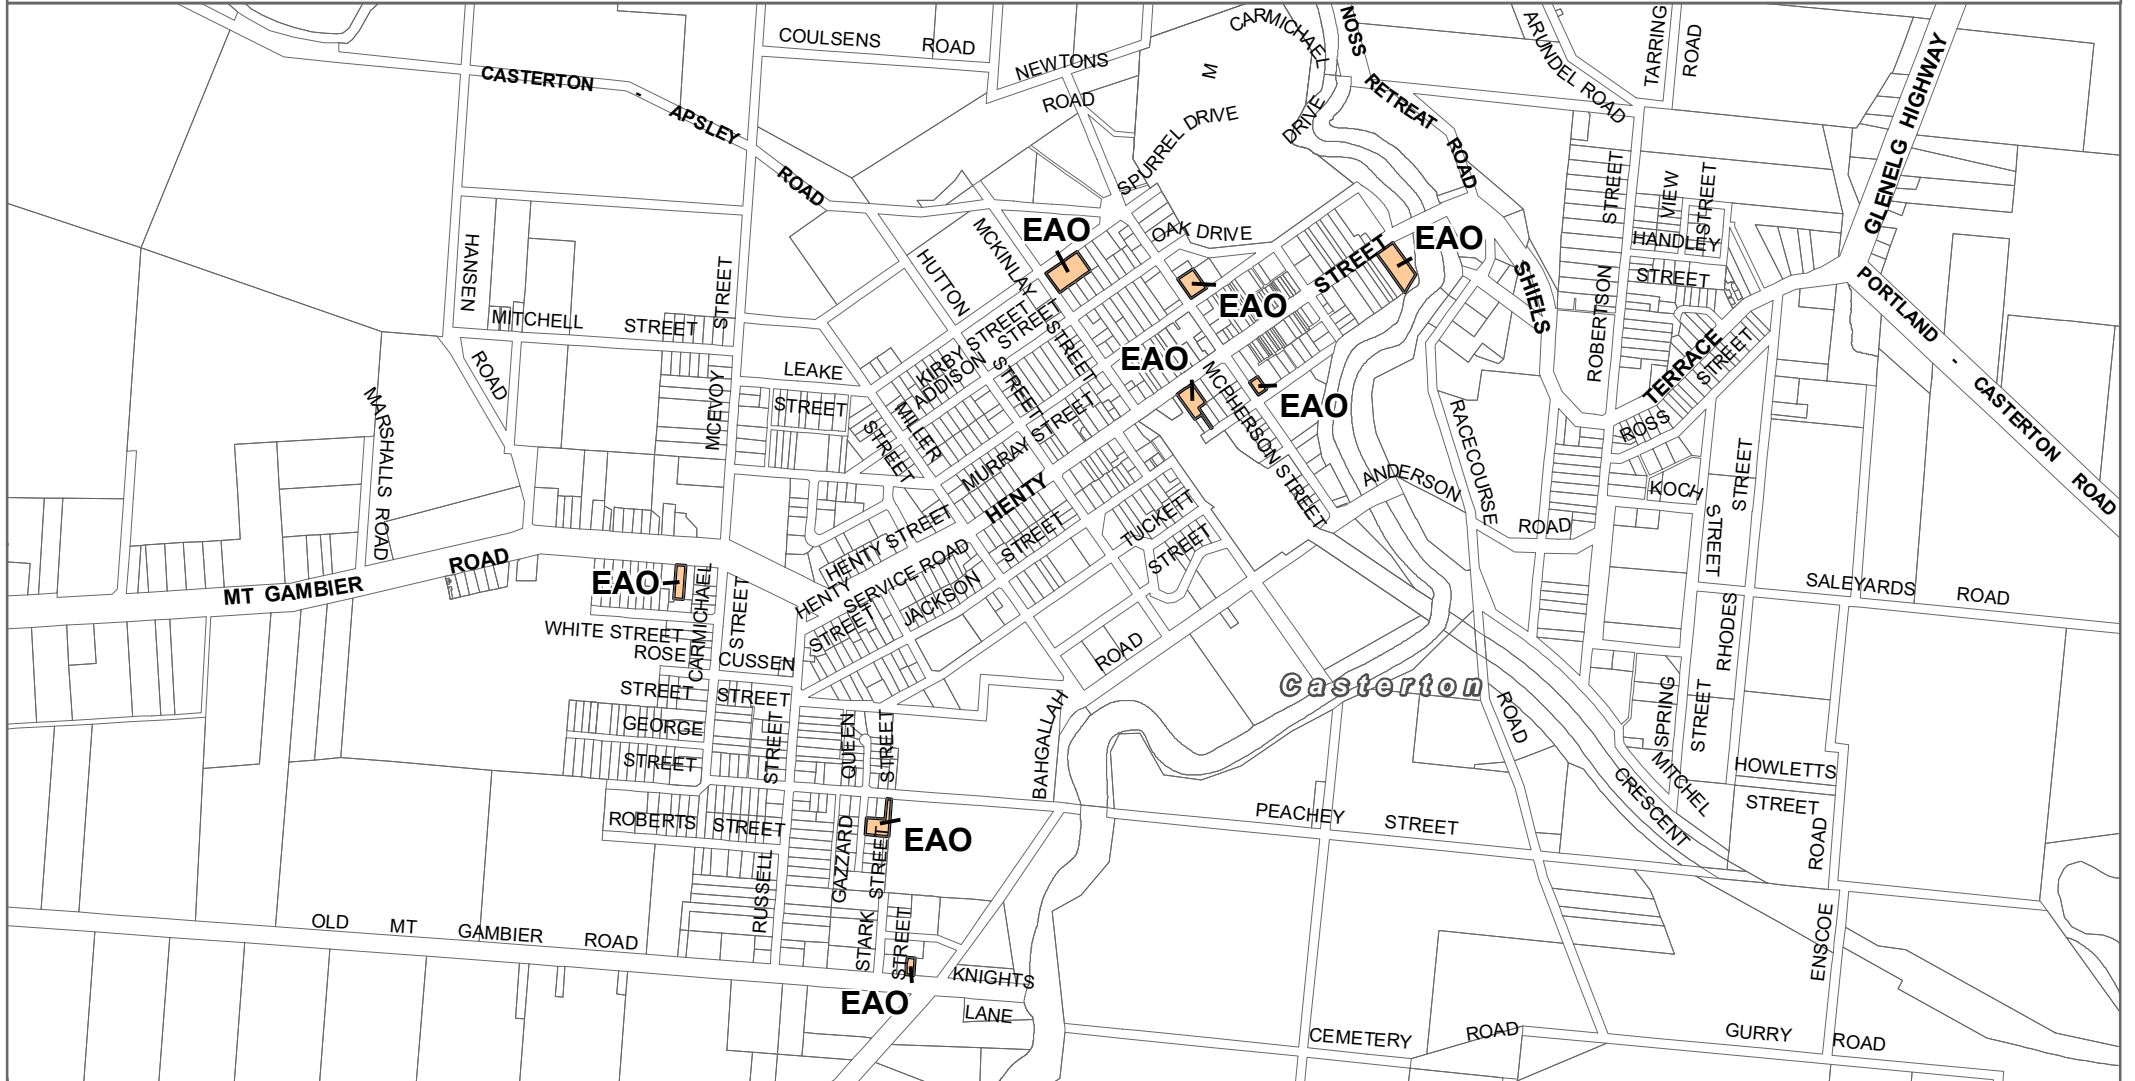 COULSENS ROAD
NEWTONS
ROAD
CARMICHAEL
DRIVE
M
NOSS
RETREAT
ROAD
ARUNDEL ROAD
TARRING
ROAD
GLENELG HIGHWAY
CASTERTON - APSLEY ROAD
SPURREL DRIVE
OAK DRIVE
EAO
EAO
EAO
EAO
EAO
HANSEN
ROAD
MITCHELL STREET
MCEVOY STREET
LEAKE
STREET
HUTTON
STREET
MCKINLAY
STREET
KIRBY STREET
ADDISON STREET
MILLER
STREET
MURRAY STREET
HENTY STREET
MCPHERSON STREET
SHIELS
TERRACE
ROBERTSON STREET
VIEW
STREET
HANDLEY
STREET
ROSS STREET
KOCH
STREET
PORTLAND - CASTERTON ROAD
MARSHALLS ROAD
MT GAMBIER ROAD
EAO
CARMICHAEL
STREET
HENTY STREET
HENTY
SERVICE ROAD
STREET
JACKSON STREET
TUCKETT
STREET
ANDERSON ROAD
RACECOURSE
ROAD
SALEYARDS ROAD
RHODES STREET
SPRING STREET
WHITE STREET
ROSE
STREET
CUSSEN
STREET
GEORGE
STREET
ROBERTS STREET
RUSSELL STREET
QUEEN
STREET
GAZZARD
STREET
EAO
BAHGALLAH ROAD
Casterton
PEACHEY STREET
MITCHEL
CRESCENT
HOWLETTS
STREET
ENSCOE ROAD
OLD MT GAMBIER ROAD
STARK
STREET
EAO
KNIGHTS
LANE
CEMETERY ROAD
GURRY ROAD